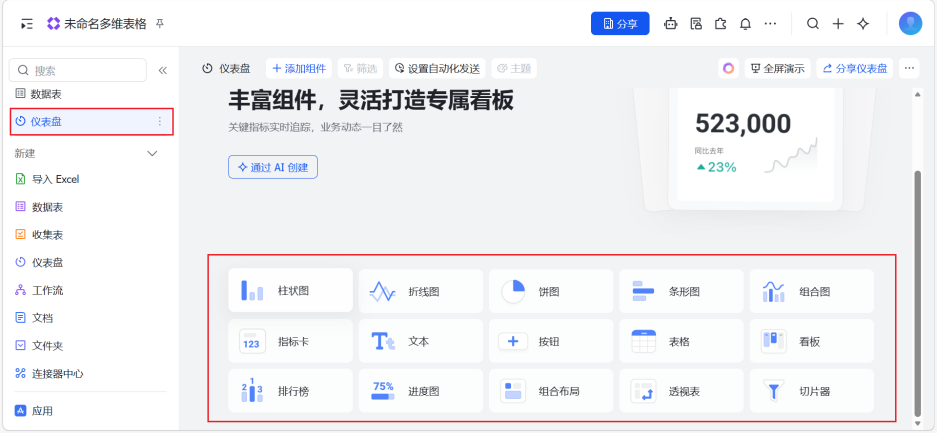 未命名多维表格
分享
搜索
数据表
仪表盘
新建
导入 Excel
数据表
收集表
仪表盘
工作流
文档
文件夹
连接器中心
应用
仪表盘 添加组件 筛选 设置自动化发送 主题 全屏演示 分享仪表盘
丰富组件，灵活打造专属看板
关键指标实时追踪，业务动态一目了然
通过 AI 创建
523,000
同比去年
23%
柱状图 折线图 饼图 条形图 组合图
123 指标卡 Tt 文本 按钮 表格 看板
2 1 3 排行榜 75% 进度图 组合布局 透视表 切片器